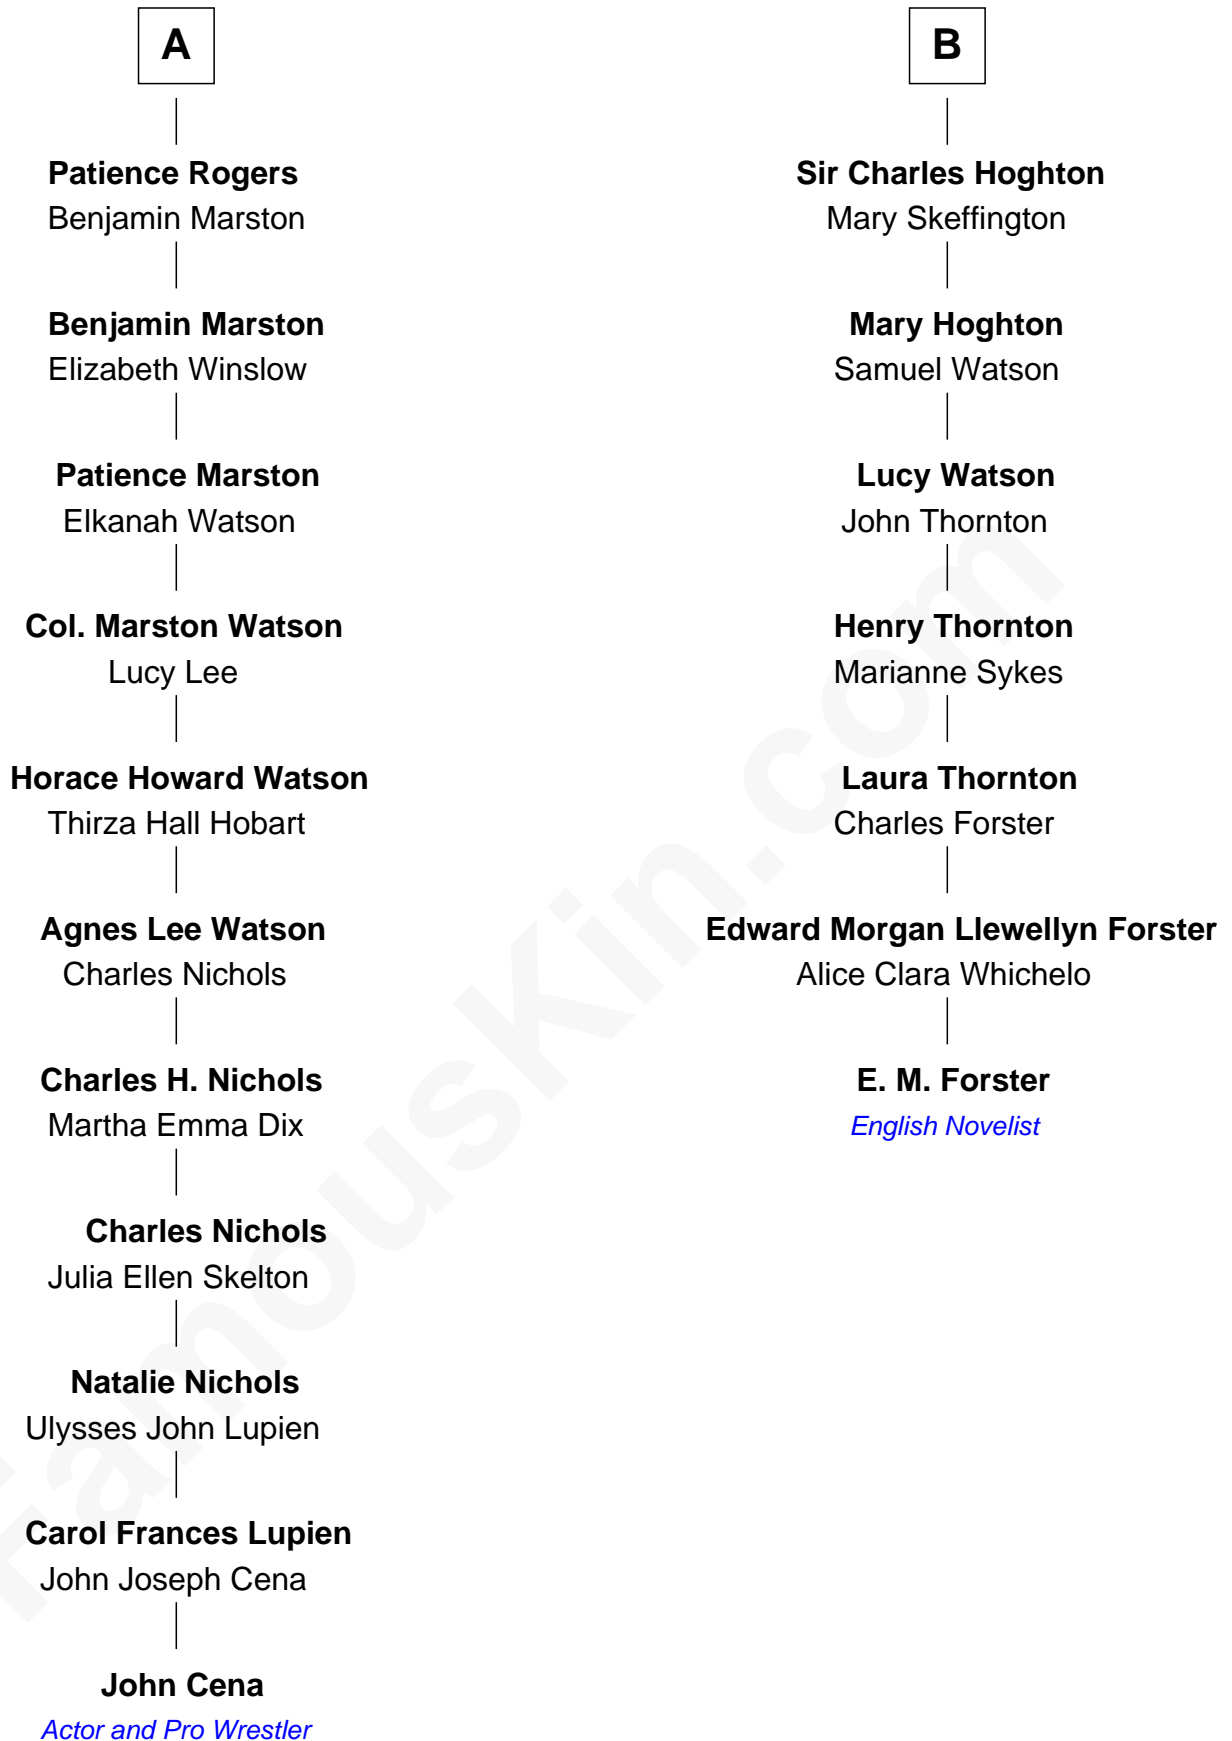 A
Patience Rogers
Benjamin Marston
Benjamin Marston
Elizabeth Winslow
Patience Marston
Elkanah Watson
Col. Marston Watson
Lucy Lee
Horace Howard Watson
Thirza Hall Hobart
Agnes Lee Watson
Charles Nichols
Charles H. Nichols
Martha Emma Dix
Charles Nichols
Julia Ellen Skelton
Natalie Nichols
Ulysses John Lupien
Carol Frances Lupien
John Joseph Cena
John Cena
Actor and Pro Wrestler
B
Sir Charles Hoghton
Mary Skeffington
Mary Hoghton
Samuel Watson
Lucy Watson
John Thornton
Henry Thornton
Marianne Sykes
Laura Thornton
Charles Forster
Edward Morgan Llewellyn Forster
Alice Clara Whichelo
E. M. Forster
English Novelist
FamousKin.com